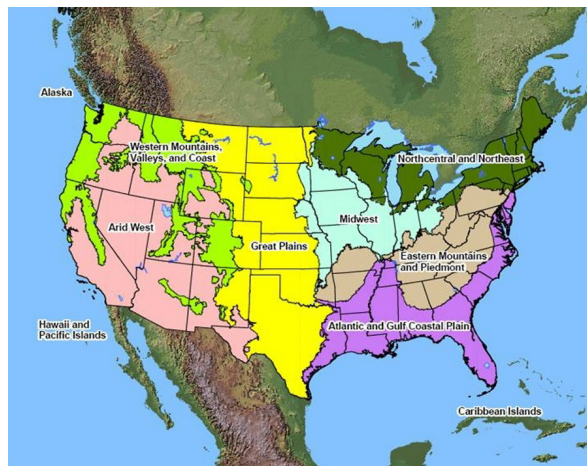 Alaska
Western Mountains,
Valleys, and Coast
Northcentral and Northeast
Arid West
Midwest
Great Plains
Eastern Mountains
and Piedmont
Hawaii and
Pacific Islands
Atlantic and Gulf Coastal Plain
Caribbean Islands